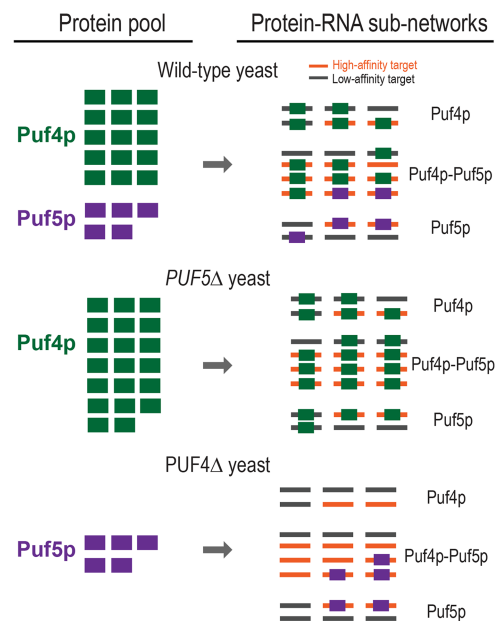 Protein pool
Protein-RNA sub-networks
Wild-type yeast
High-affinity target
Low-affinity target
Puf4p
Puf4p
Puf4p-Puf5p
Puf5p
Puf5p
PUF5Δ yeast
Puf4p
Puf4p
Puf4p-Puf5p
Puf5p
PUF4Δ yeast
Puf4p
Puf5p
Puf4p-Puf5p
Puf5p